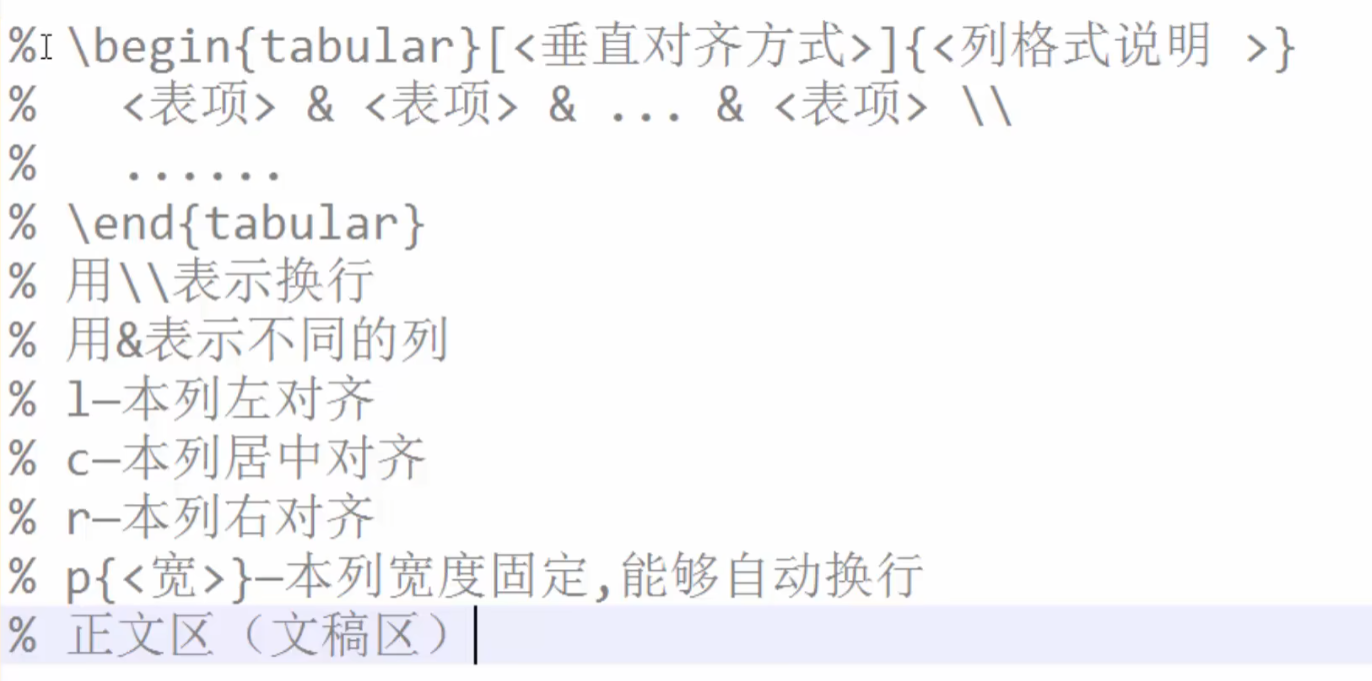 % \begin{tabular}[<垂直对齐方式>]{<列格式说明 >}
%   <表项> & <表项> & ... & <表项> \\
%   ......
% \end{tabular}
% 用\\表示换行
% 用&表示不同的列
% l—本列左对齐
% c—本列居中对齐
% r—本列右对齐
% p{<宽>}—本列宽度固定,能够自动换行
% 正文区（文稿区）